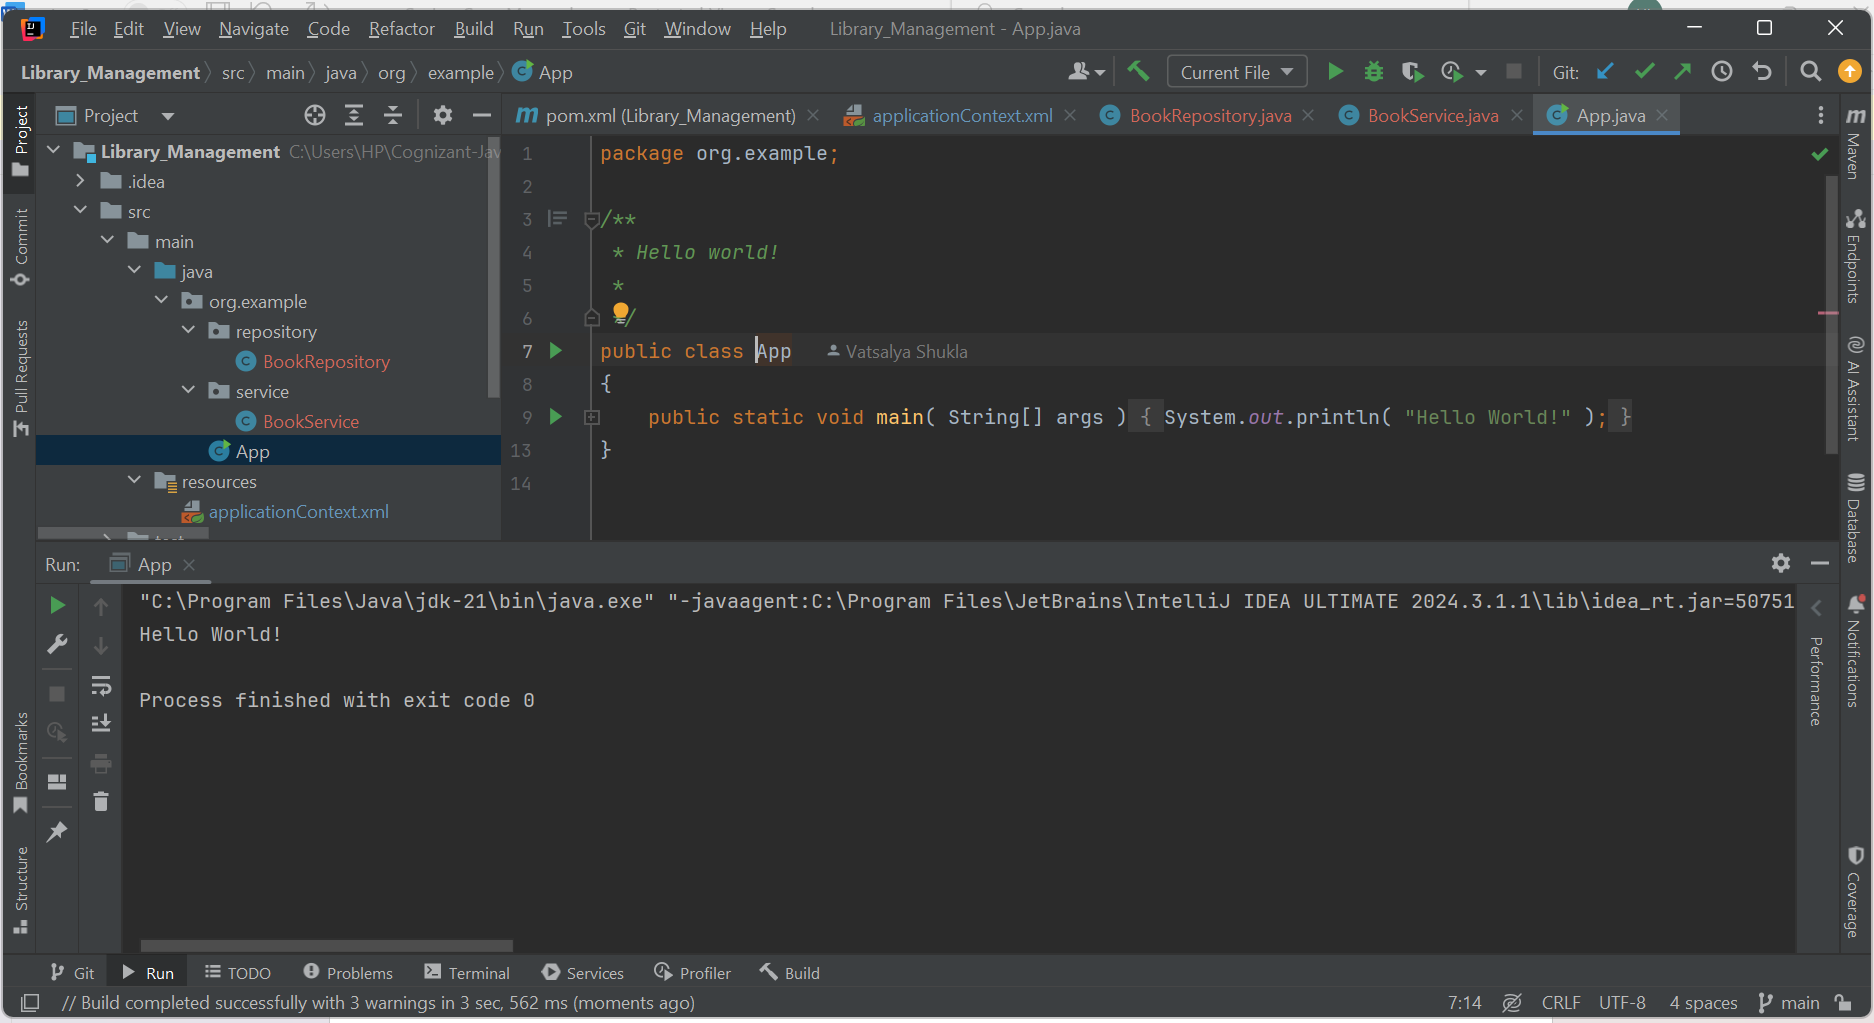 File Edit View Navigate Code Refactor Build Run Tools Git Window Help Library_Management - App.java
Library_Management src main java org example App
Current File Git:
Project
pom.xml (Library_Management) applicationContext.xml BookRepository.java BookService.java App.java
Library_Management C:\Users\HP\Cognizant-Jav
.idea
src
main
java
org.example
repository
BookRepository
service
BookService
App
resources
applicationContext.xml
1 package org.example;
2
3 /**
4 * Hello world!
5 *
6 */
7 public class App Vatsalya Shukla
8 {
9 public static void main( String[] args ) { System.out.println( "Hello World!" ); }
13 }
14
Project
Commit
Pull Requests
Bookmarks
Structure
Maven
Endpoints
AI Assistant
Database
Notifications
Coverage
Performance
Run: App
"C:\Program Files\Java\jdk-21\bin\java.exe" "-javaagent:C:\Program Files\JetBrains\IntelliJ IDEA ULTIMATE 2024.3.1.1\lib\idea_rt.jar=50751
Hello World!
Process finished with exit code 0
Git Run TODO Problems Terminal Services Profiler Build
// Build completed successfully with 3 warnings in 3 sec, 562 ms (moments ago) 7:14 CRLF UTF-8 4 spaces main